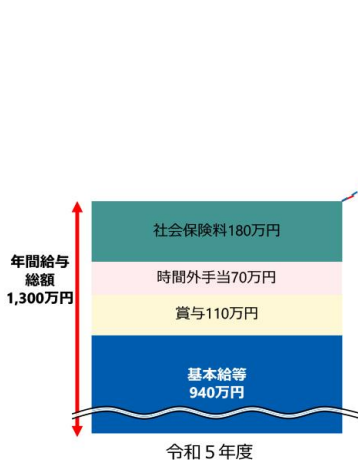 社会保険料180万円
時間外手当70万円
賞与110万円
基本給等
940万円
年間給与
総額
1,300万円
令和5年度